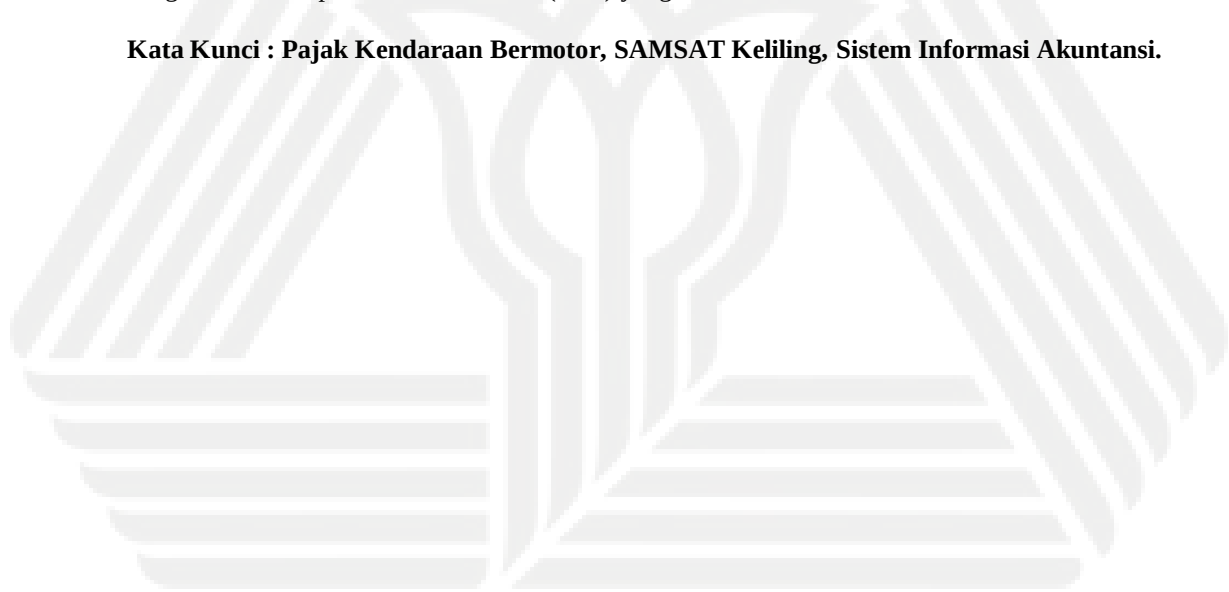 Kata Kunci : Pajak Kendaraan Bermotor, SAMSAT Keliling, Sistem Informasi Akuntansi.